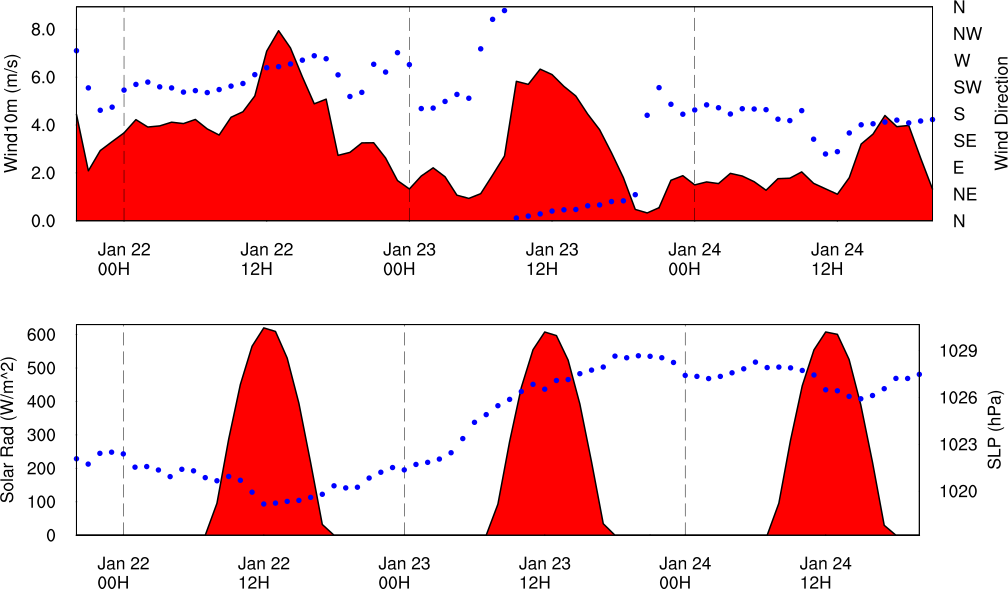 Wind10m (m/s)
8.0
6.0
4.0
2.0
0.0
N
NW
W
SW
S
SE
E
NE
N
Wind Direction
Jan 22 Jan 22 Jan 23 Jan 23 Jan 24 Jan 24
00H 12H 00H 12H 00H 12H
Solar Rad (W/m^2)
600
500
400
300
200
100
0
1029
1026
1023
1020
SLP (hPa)
Jan 22 Jan 22 Jan 23 Jan 23 Jan 24 Jan 24
00H 12H 00H 12H 00H 12H